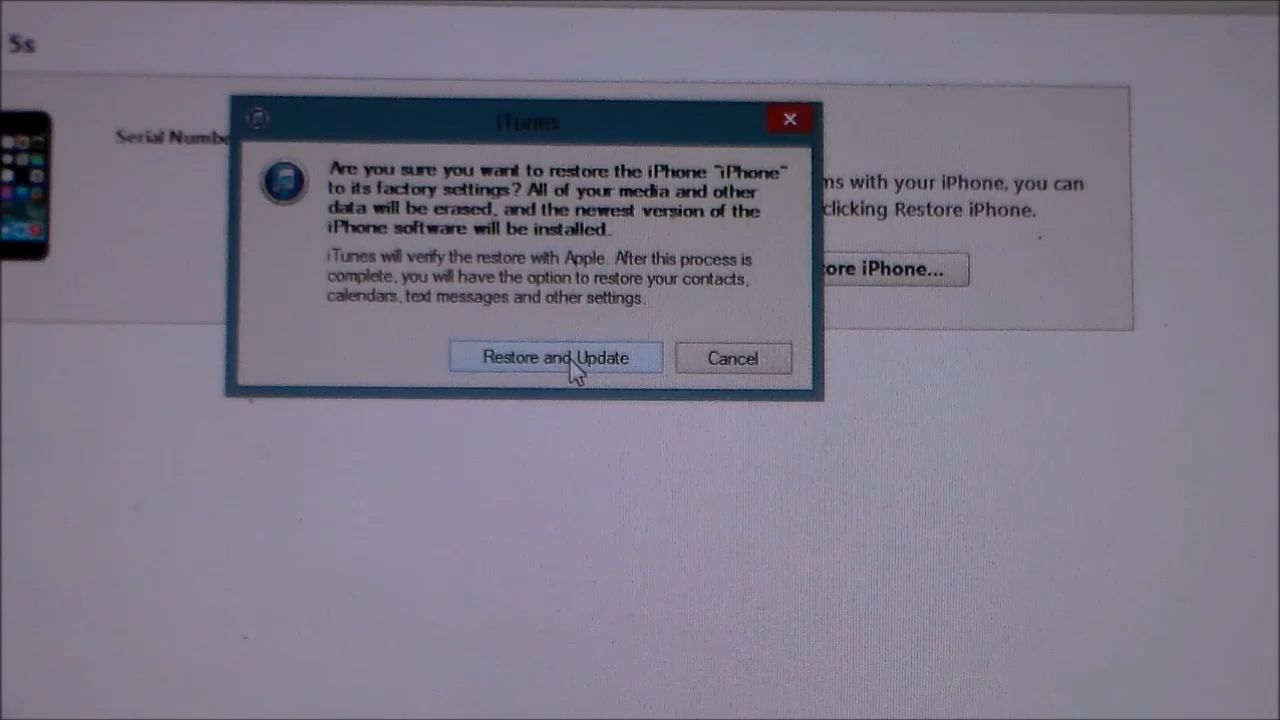 5s
iTunes
Serial Numbe
Are you sure you want to restore the iPhone "iPhone"
to its factory settings? All of your media and other
data will be erased, and the newest version of the
iPhone software will be installed.
iTunes will verify the restore with Apple. After this process is
complete, you will have the option to restore your contacts,
calendars, text messages and other settings.
Restore and Update
Cancel
ms with your iPhone, you can
clicking Restore iPhone.
ore iPhone...